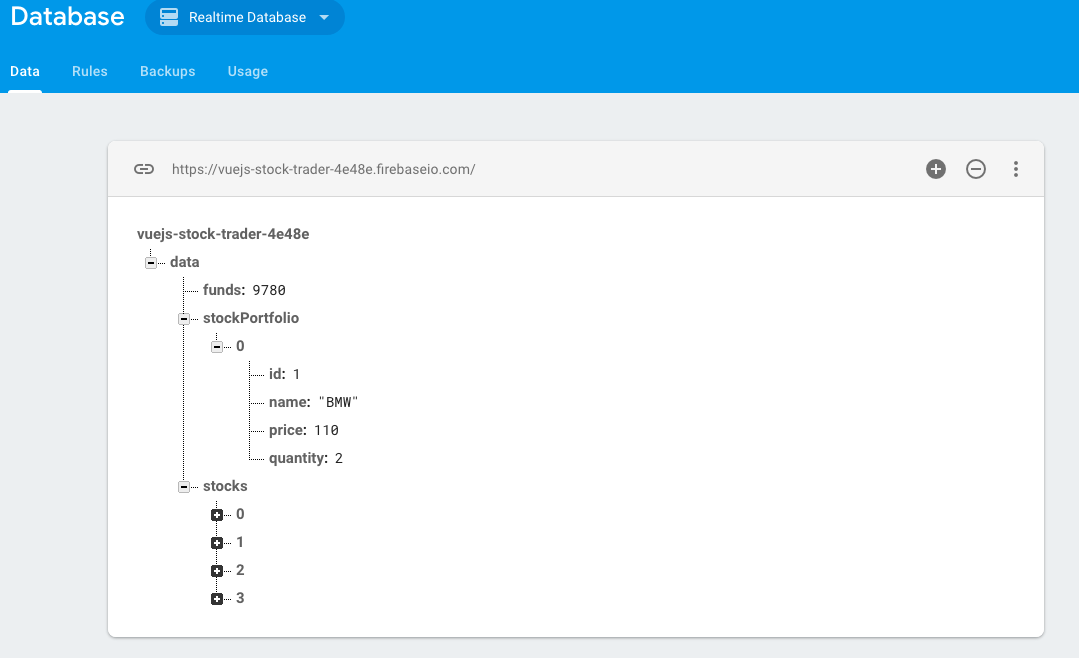 Database Realtime Database
Data Rules Backups Usage
https://vuejs-stock-trader-4e48e.firebaseio.com/
vuejs-stock-trader-4e48e
data
funds: 9780
stockPortfolio
0
id: 1
name: "BMW"
price: 110
quantity: 2
stocks
0
1
2
3